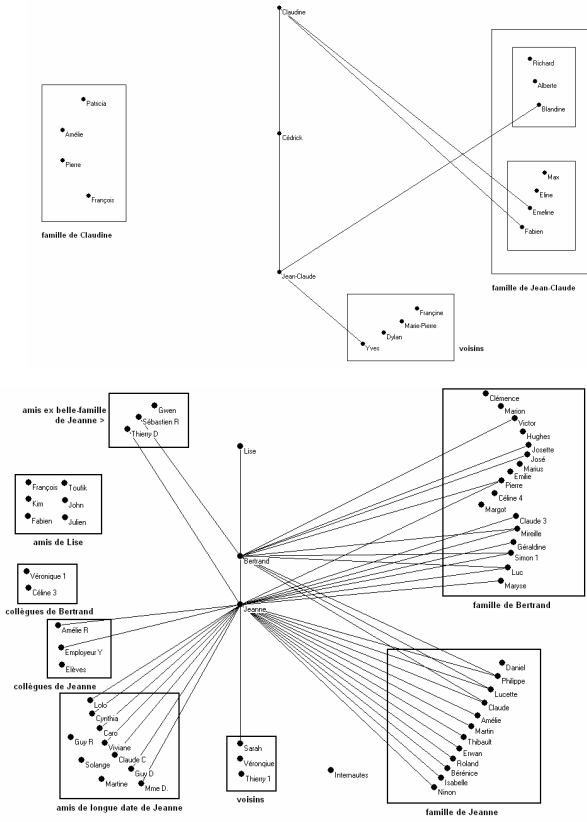 Claudine
Richard
Alberte
Blandine
Patricia
Amélie
Pierre
François
famille de Claudine
Cédrick
Max
Eline
Emeline
Fabien
famille de Jean-Claude
Jean-Claude
Françine
Marie-Pierre
Dylan
Yves
voisins
amis ex belle-famille
de Jeanne >
Gwen
Sébastien R
Thierry D
Lise
Clémence
Marion
Victor
Hughes
Josette
José
Marius
Emilie
Pierre
Céline 4
Margot
Claude 3
Mireille
Géraldine
Simon 1
Luc
Maryse
famille de Bertrand
François Toufik
Kim John
Fabien Julien
amis de Lise
Bertrand
Véronique 1
Céline 3
collègues de Bertrand
Jeanne
Amélie R
Employeur Y
Elèves
collègues de Jeanne
Lolo
Cynthia
Caro
Guy R
Viviane
Claude C
Solange
Guy D
Martine
Mme D.
amis de longue date de Jeanne
Sarah
Véronqiue
Thierry 1
voisins
Internautes
Daniel
Philippe
Lucette
Claude
Amélie
Martin
Thibault
Erwan
Roland
Bérénice
Isabelle
Ninon
famille de Jeanne